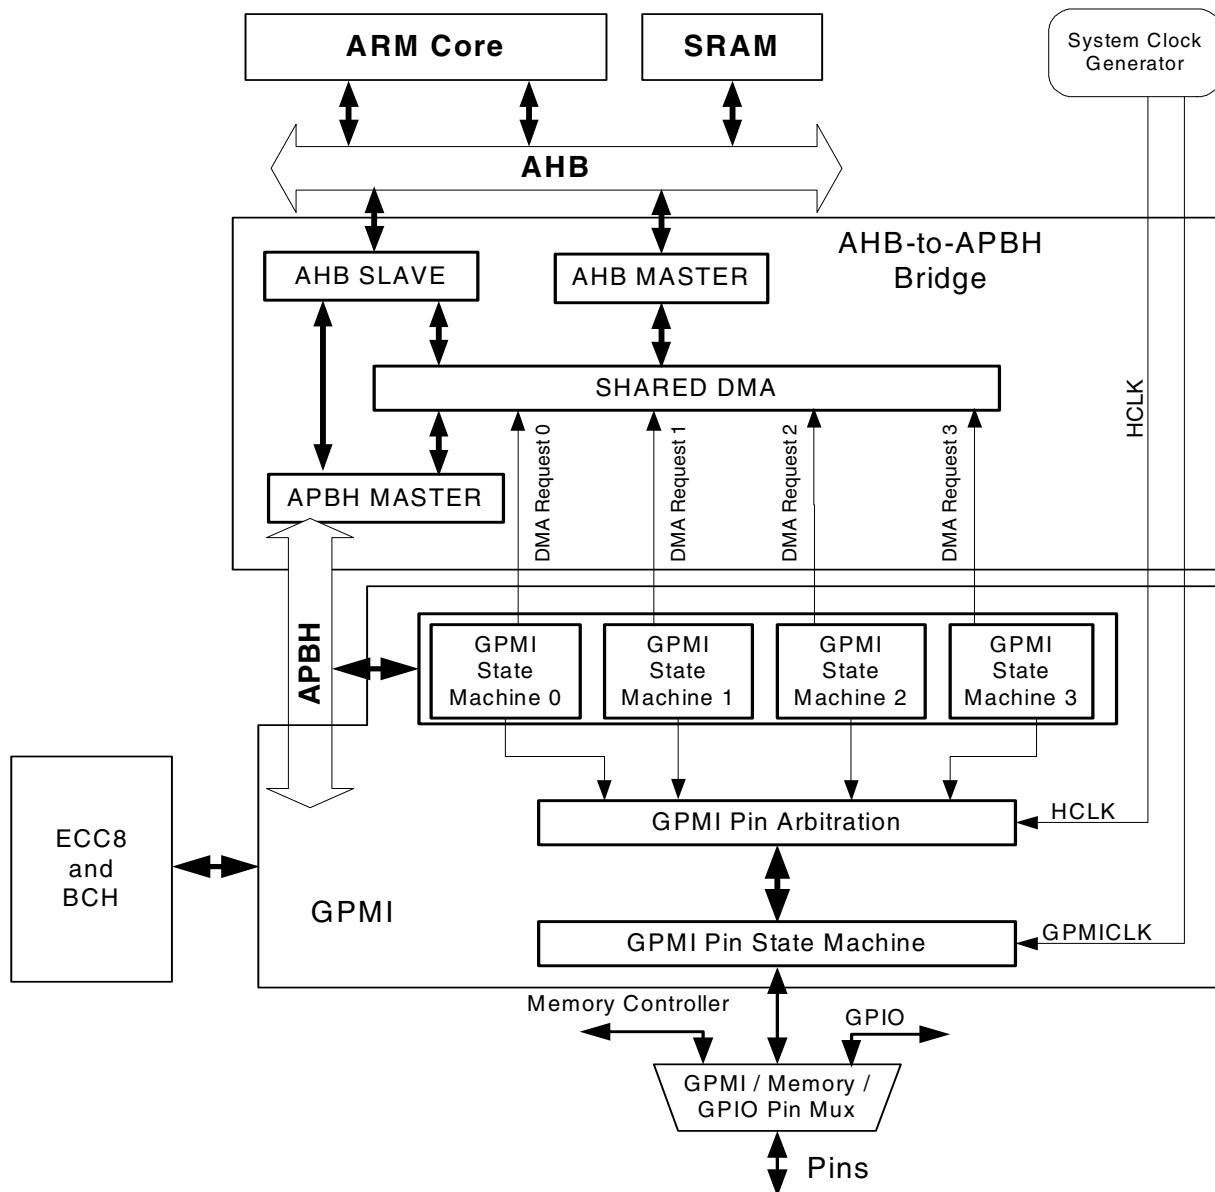 ARM Core
SRAM
System Clock
Generator
AHB
AHB-to-APBH
Bridge
AHB SLAVE
AHB MASTER
SHARED DMA
HCLK
DMA Request 0
DMA Request 1
DMA Request 2
DMA Request 3
APBH MASTER
APBH
GPMI
State
Machine 0
GPMI
State
Machine 1
GPMI
State
Machine 2
GPMI
State
Machine 3
GPMI Pin Arbitration
HCLK
ECC8
and
BCH
GPMI
GPMI Pin State Machine
GPMICLK
Memory Controller
GPIO
GPMI / Memory /
GPIO Pin Mux
Pins